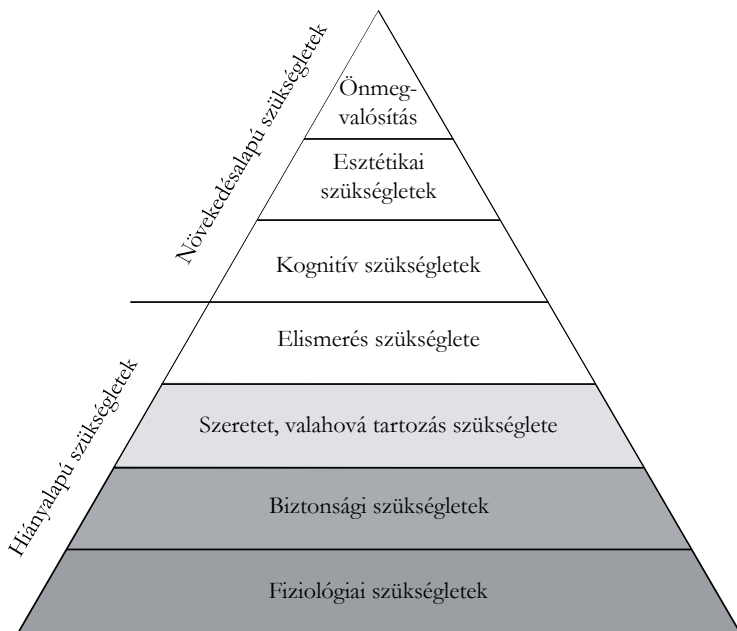 Növekedésalapú szükségletek
Önmeg-
valósítás
Esztétikai
szükségletek
Kognitív szükségletek
Hiányalapú szükségletek
Elismerés szükséglete
Szeretet, valahová tartozás szükséglete
Biztonsági szükségletek
Fiziológiai szükségletek